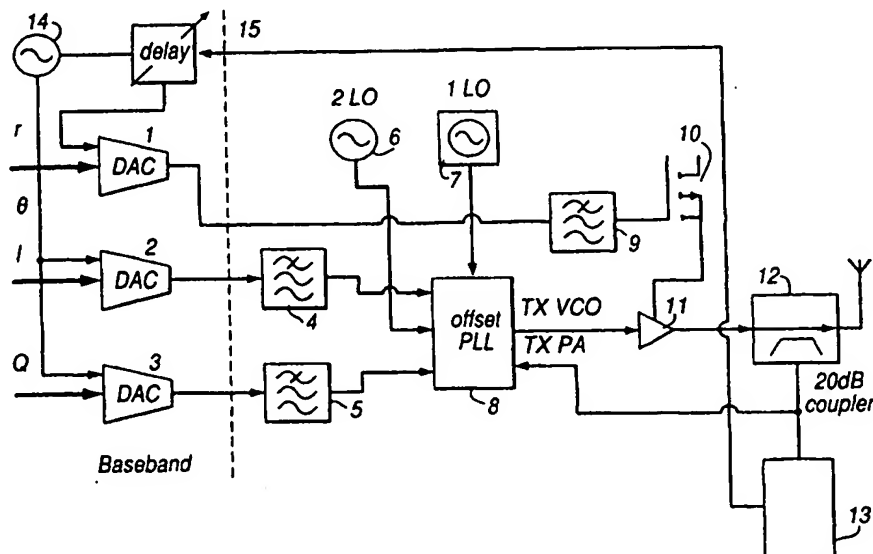 14
delay
15
2 LO
1 LO
r
1
DAC
6
7
10
θ
9
I
2
DAC
4
offset
PLL
8
TX VCO
TX PA
11
12
Q
3
DAC
5
20dB
coupler
Baseband
13